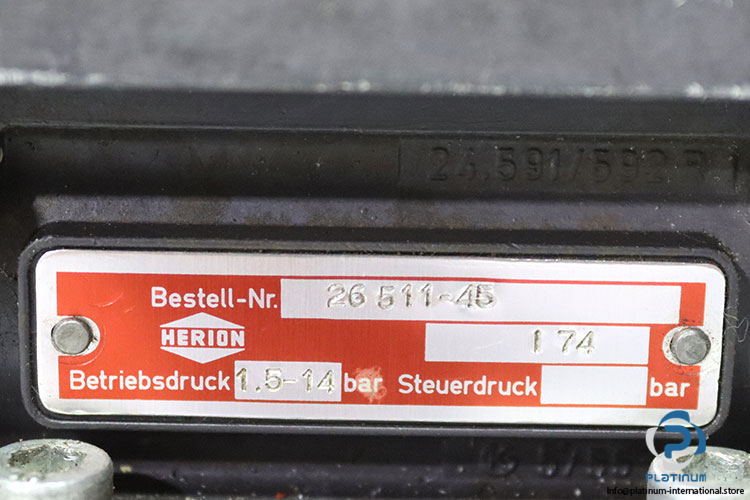 24.591/592 R
Bestell-Nr. 26 511-45
HERION
I 74
Betriebsdruck 1.5-14 bar Steuerdruck bar
PLATINUM
info@platinum-international.store